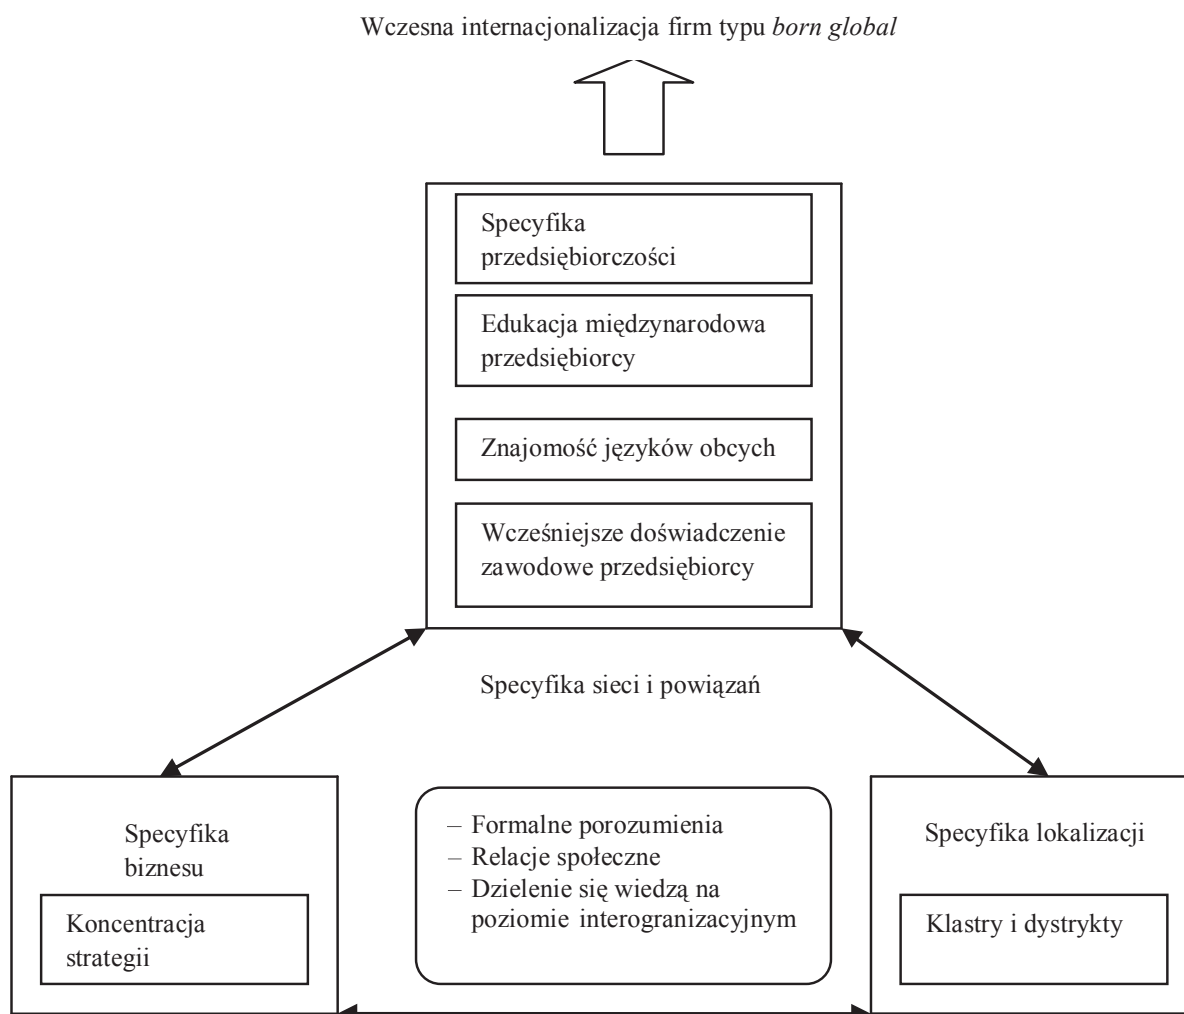 Wczesna internacjonalizacja firm typu born global
Specyfika
przedsiębiorczości
Edukacja międzynarodowa
przedsiębiorcy
Znajomość języków obcych
Wcześniejsze doświadczenie
zawodowe przedsiębiorcy
Specyfika sieci i powiązań
Specyfika
biznesu
Koncentracja
strategii
– Formalne porozumienia
– Relacje społeczne
– Dzielenie się wiedzą na
poziomie interogranizacyjnym
Specyfika lokalizacji
Klastry i dystrykty